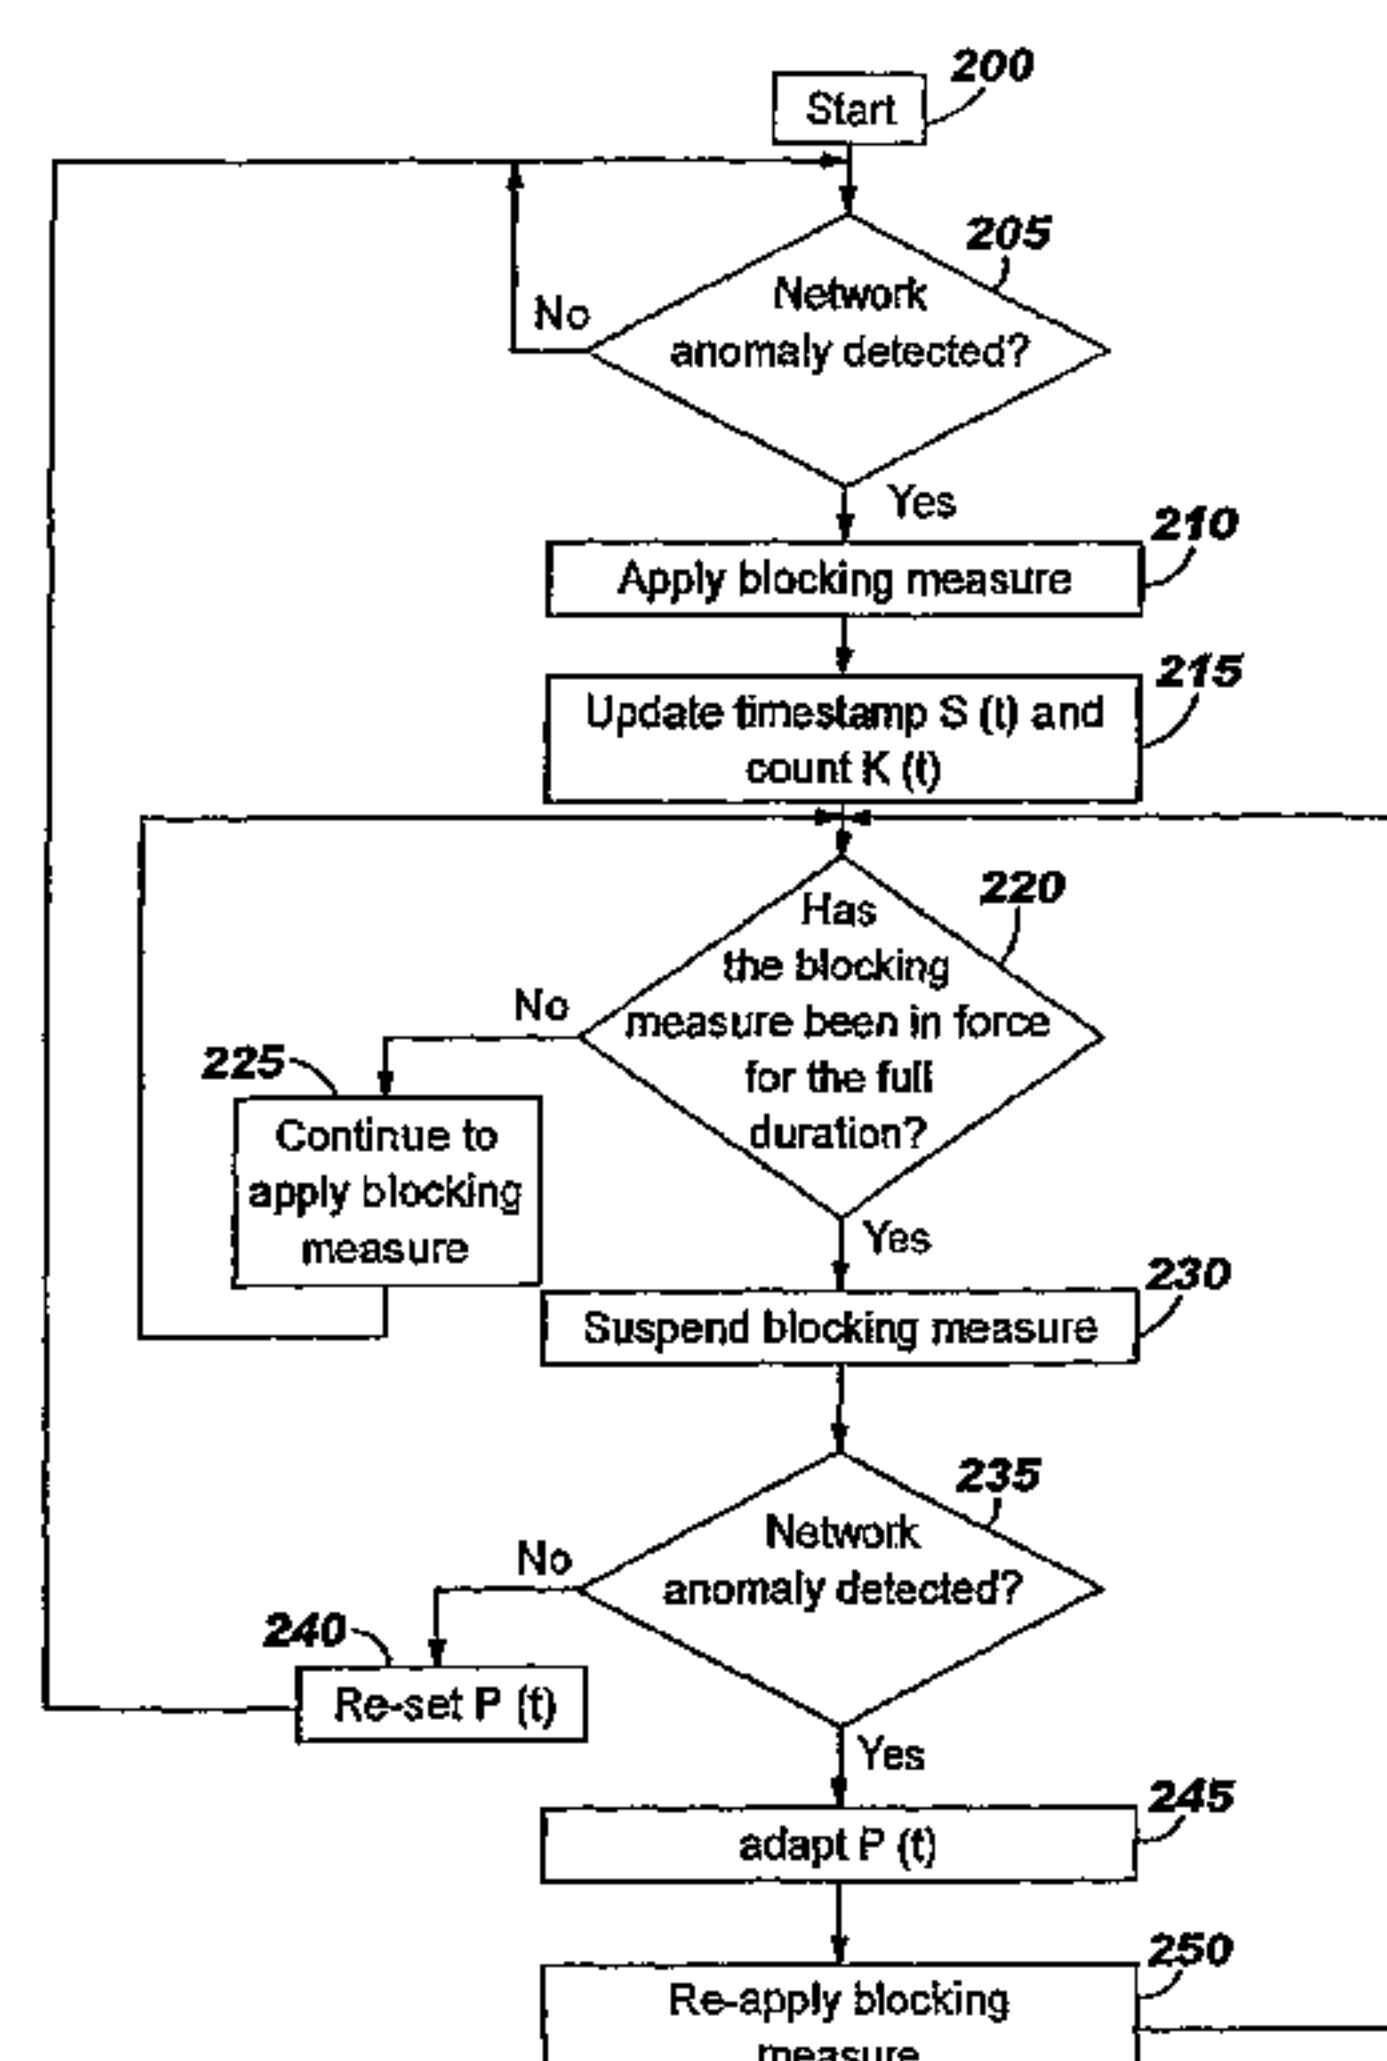 200
Start
205
Network
anomaly detected?
No
Yes
210
Apply blocking measure
215
Update timestamp S (t) and
count K (t)
220
Has
the blocking
measure been in force
for the full
duration?
No
225
Continue to
apply blocking
measure
Yes
230
Suspend blocking measure
235
Network
anomaly detected?
No
240
Re-set P (t)
Yes
245
adapt P (t)
250
Re-apply blocking
measure